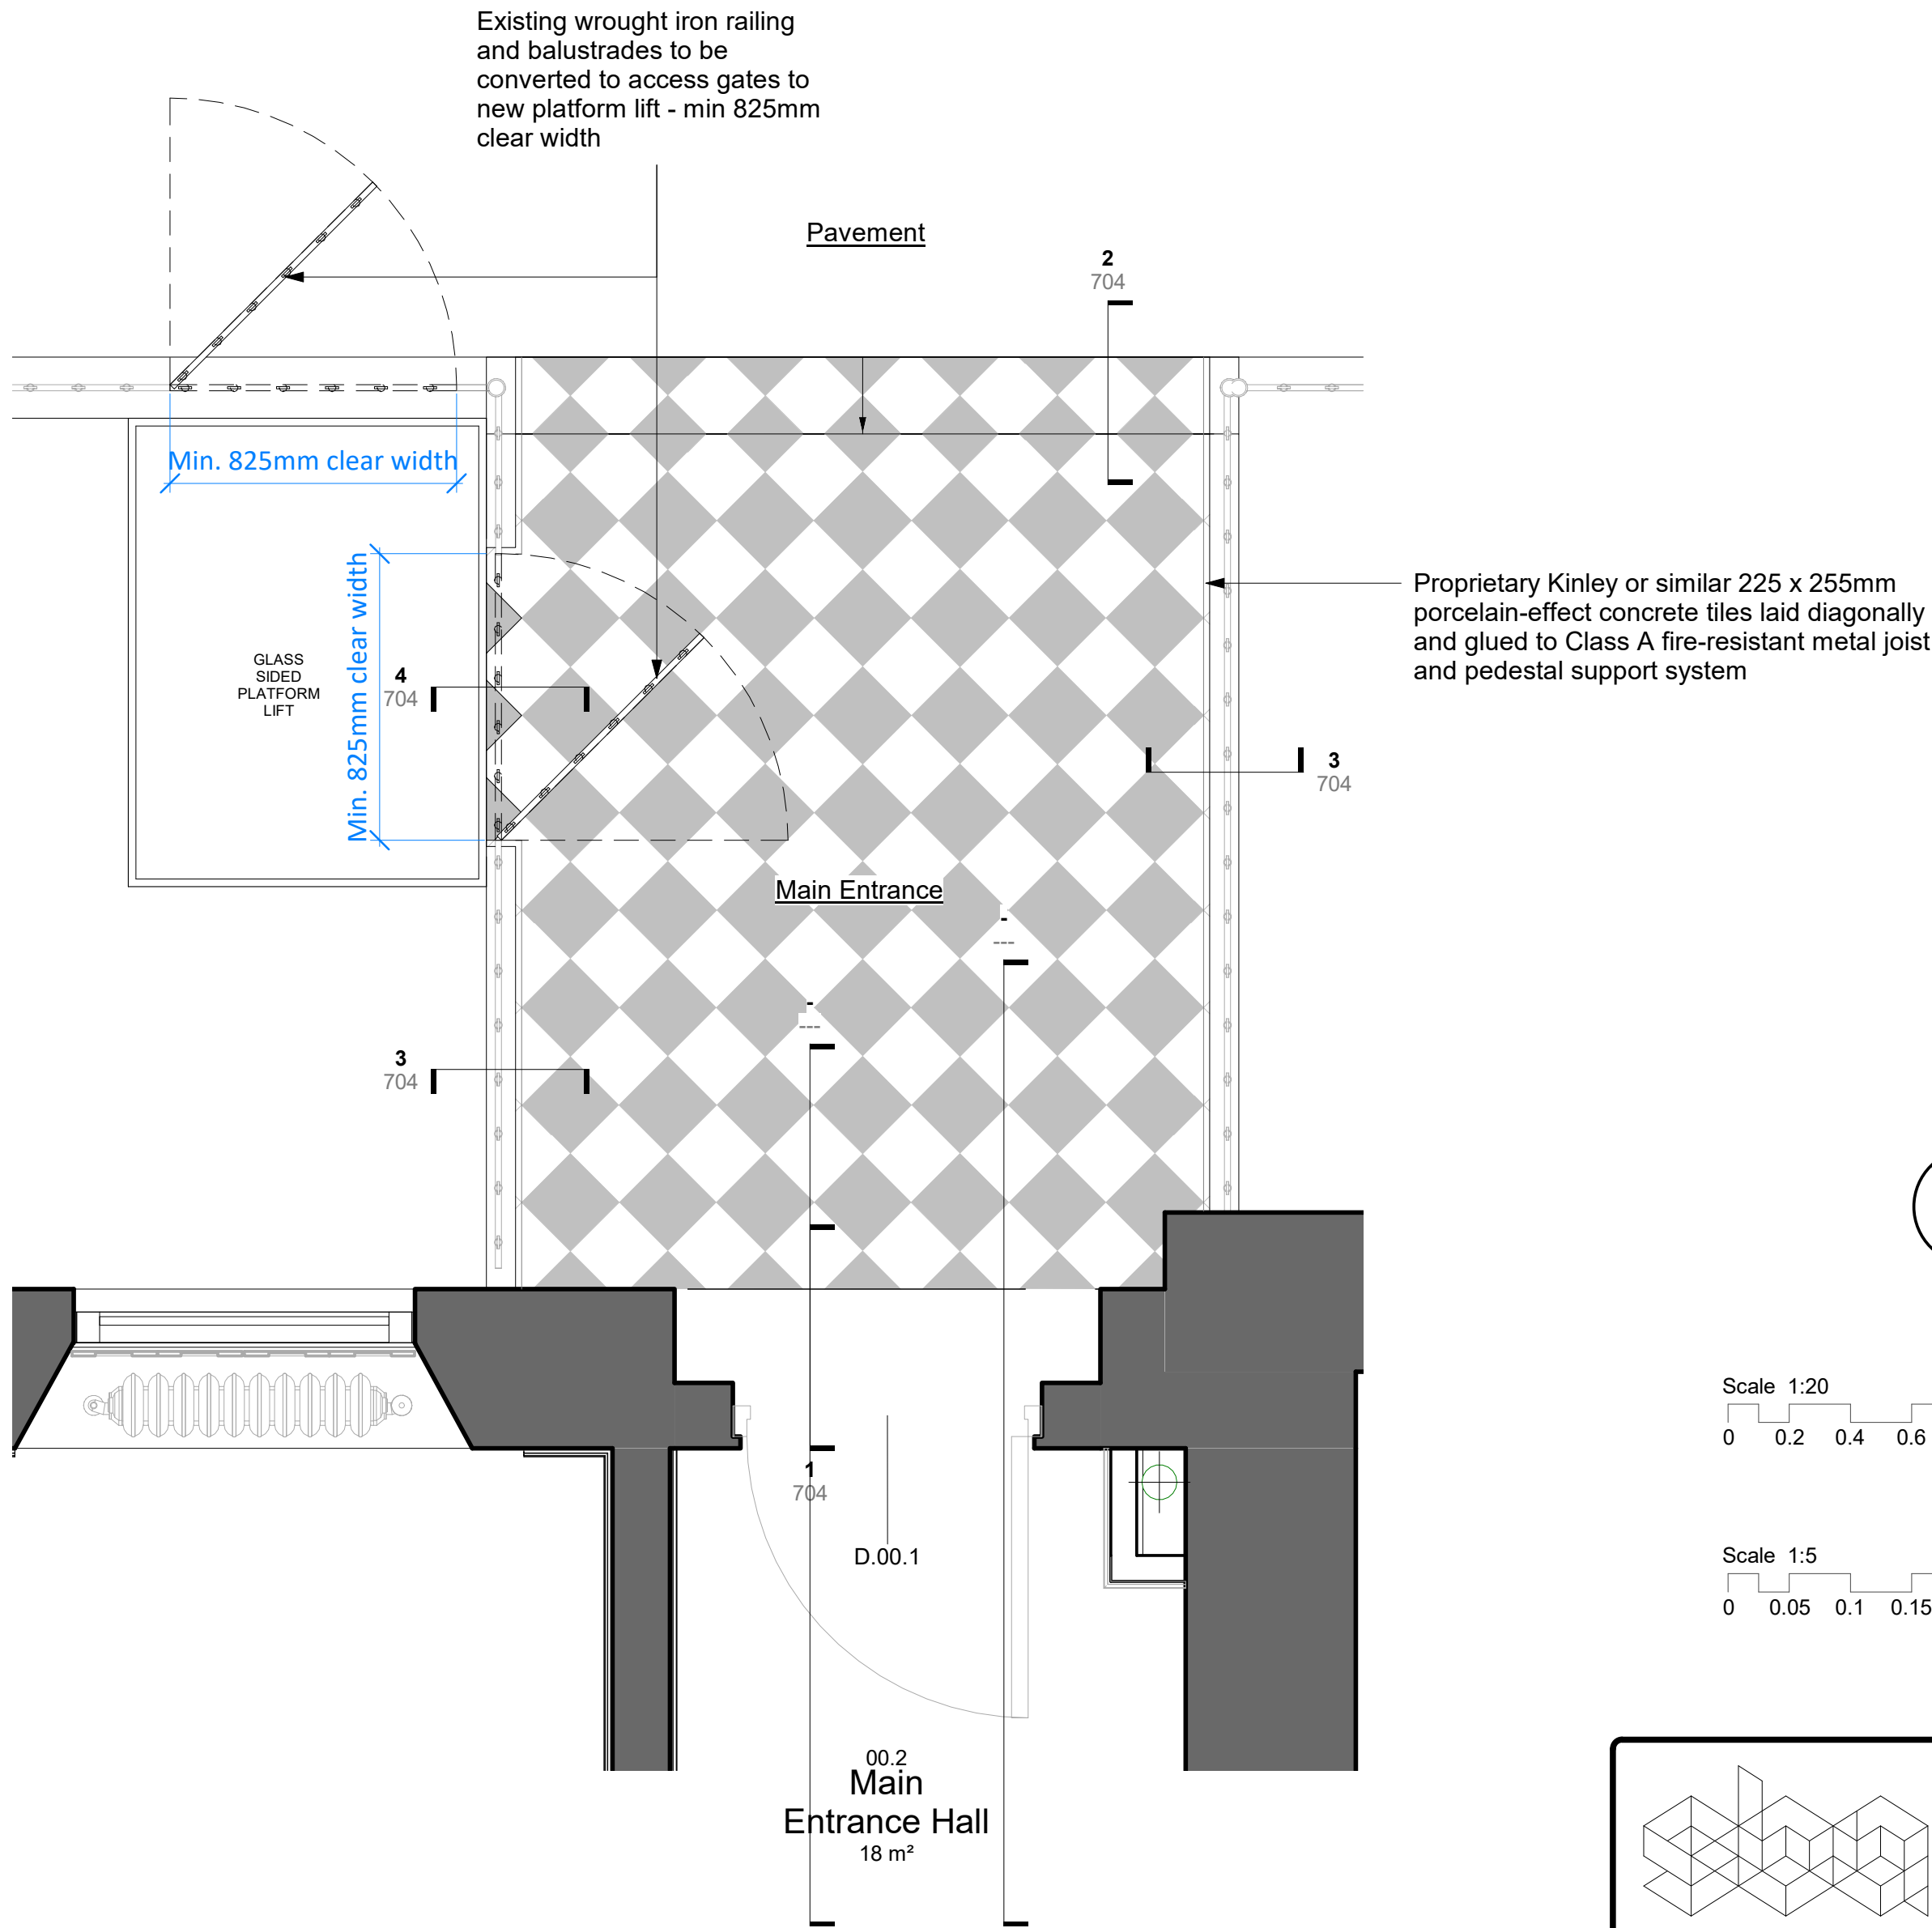 Existing wrought iron railing
and balustrades to be
converted to access gates to
new platform lift - min 825mm
clear width
Pavement
2
704
Min. 825mm clear width
Min. 825mm clear width
Proprietary Kinley or similar 225 x 255mm
porcelain-effect concrete tiles laid diagonally
and glued to Class A fire-resistant metal joist
and pedestal support system
GLASS
SIDED
PLATFORM
LIFT
4
704
3
704
Main Entrance
-
---
-
---
3
704
Scale 1:20
0 0.2 0.4 0.6
1
704
D.00.1
Scale 1:5
0 0.05 0.1 0.15
00.2
Main
Entrance Hall
18 m²